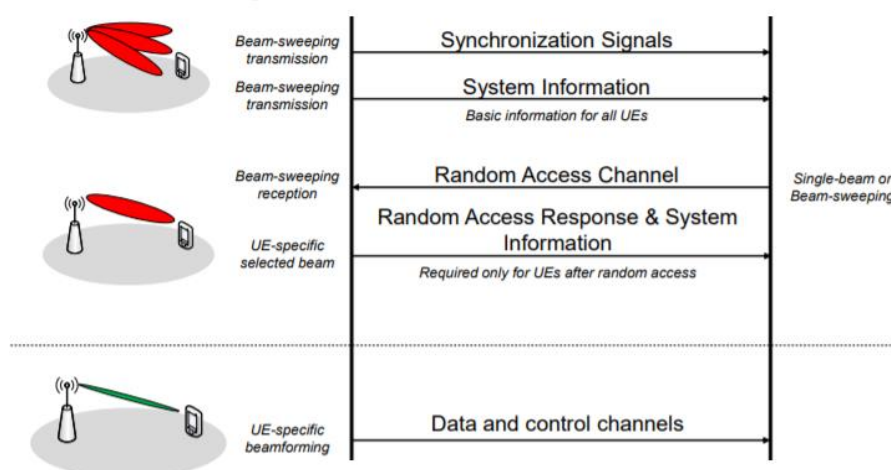 Beam-sweeping
transmission
Synchronization Signals
Beam-sweeping
transmission
System Information
Basic information for all UEs
Beam-sweeping
reception
Random Access Channel
Single-beam or
Beam-sweeping
UE-specific
selected beam
Random Access Response & System
Information
Required only for UEs after random access
UE-specific
beamforming
Data and control channels